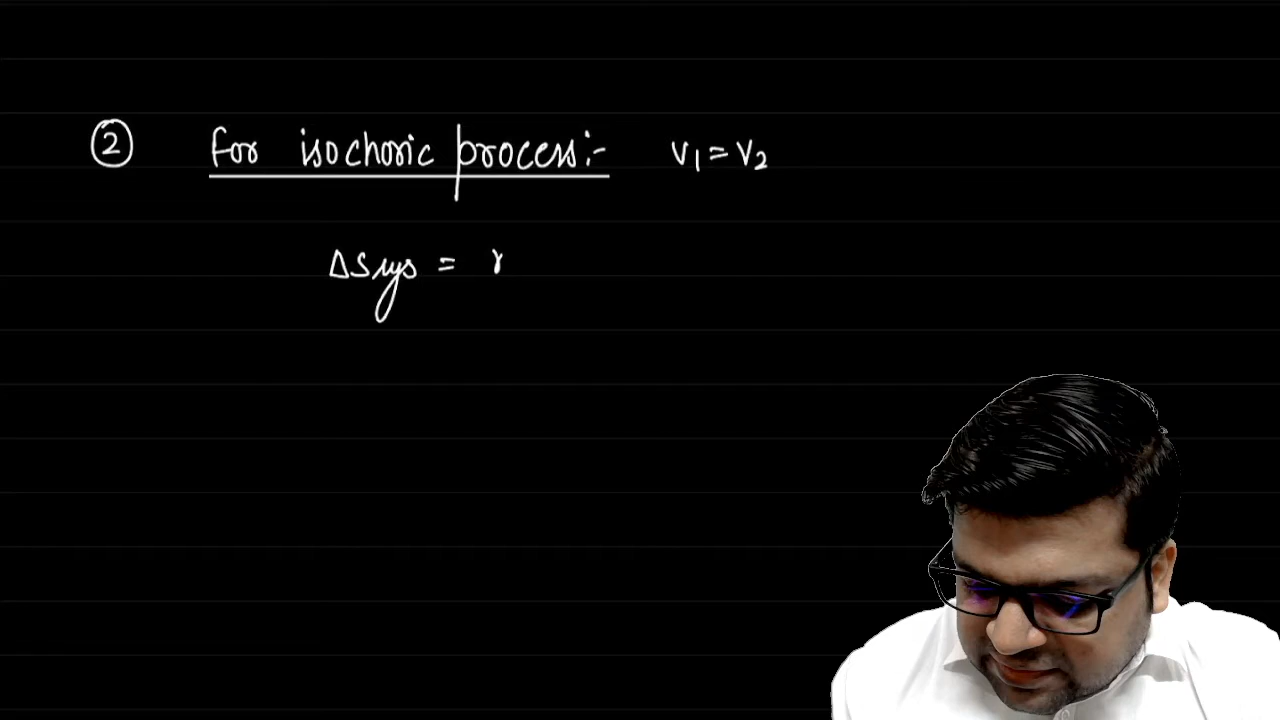 ② For isochoric process:- V₁ = V₂
ΔSsys =